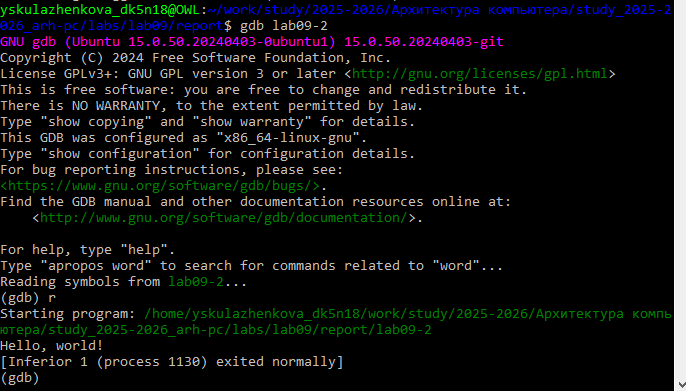 yskulazhenkova_dk5n18@OWL:~/work/study/2025-2026/Архитектура компьютера/study_2025-2
026_arh-pc/labs/lab09/report$ gdb lab09-2
GNU gdb (Ubuntu 15.0.50.20240403-0ubuntu1) 15.0.50.20240403-git
Copyright (C) 2024 Free Software Foundation, Inc.
License GPLv3+: GNU GPL version 3 or later <http://gnu.org/licenses/gpl.html>
This is free software: you are free to change and redistribute it.
There is NO WARRANTY, to the extent permitted by law.
Type "show copying" and "show warranty" for details.
This GDB was configured as "x86_64-linux-gnu".
Type "show configuration" for configuration details.
For bug reporting instructions, please see:
<https://www.gnu.org/software/gdb/bugs/>.
Find the GDB manual and other documentation resources online at:
    <http://www.gnu.org/software/gdb/documentation/>.

For help, type "help".
Type "apropos word" to search for commands related to "word"...
Reading symbols from lab09-2...
(gdb) r
Starting program: /home/yskulazhenkova_dk5n18/work/study/2025-2026/Архитектура компь
ютера/study_2025-2026_arh-pc/labs/lab09/report/lab09-2
Hello, world!
[Inferior 1 (process 1130) exited normally]
(gdb)